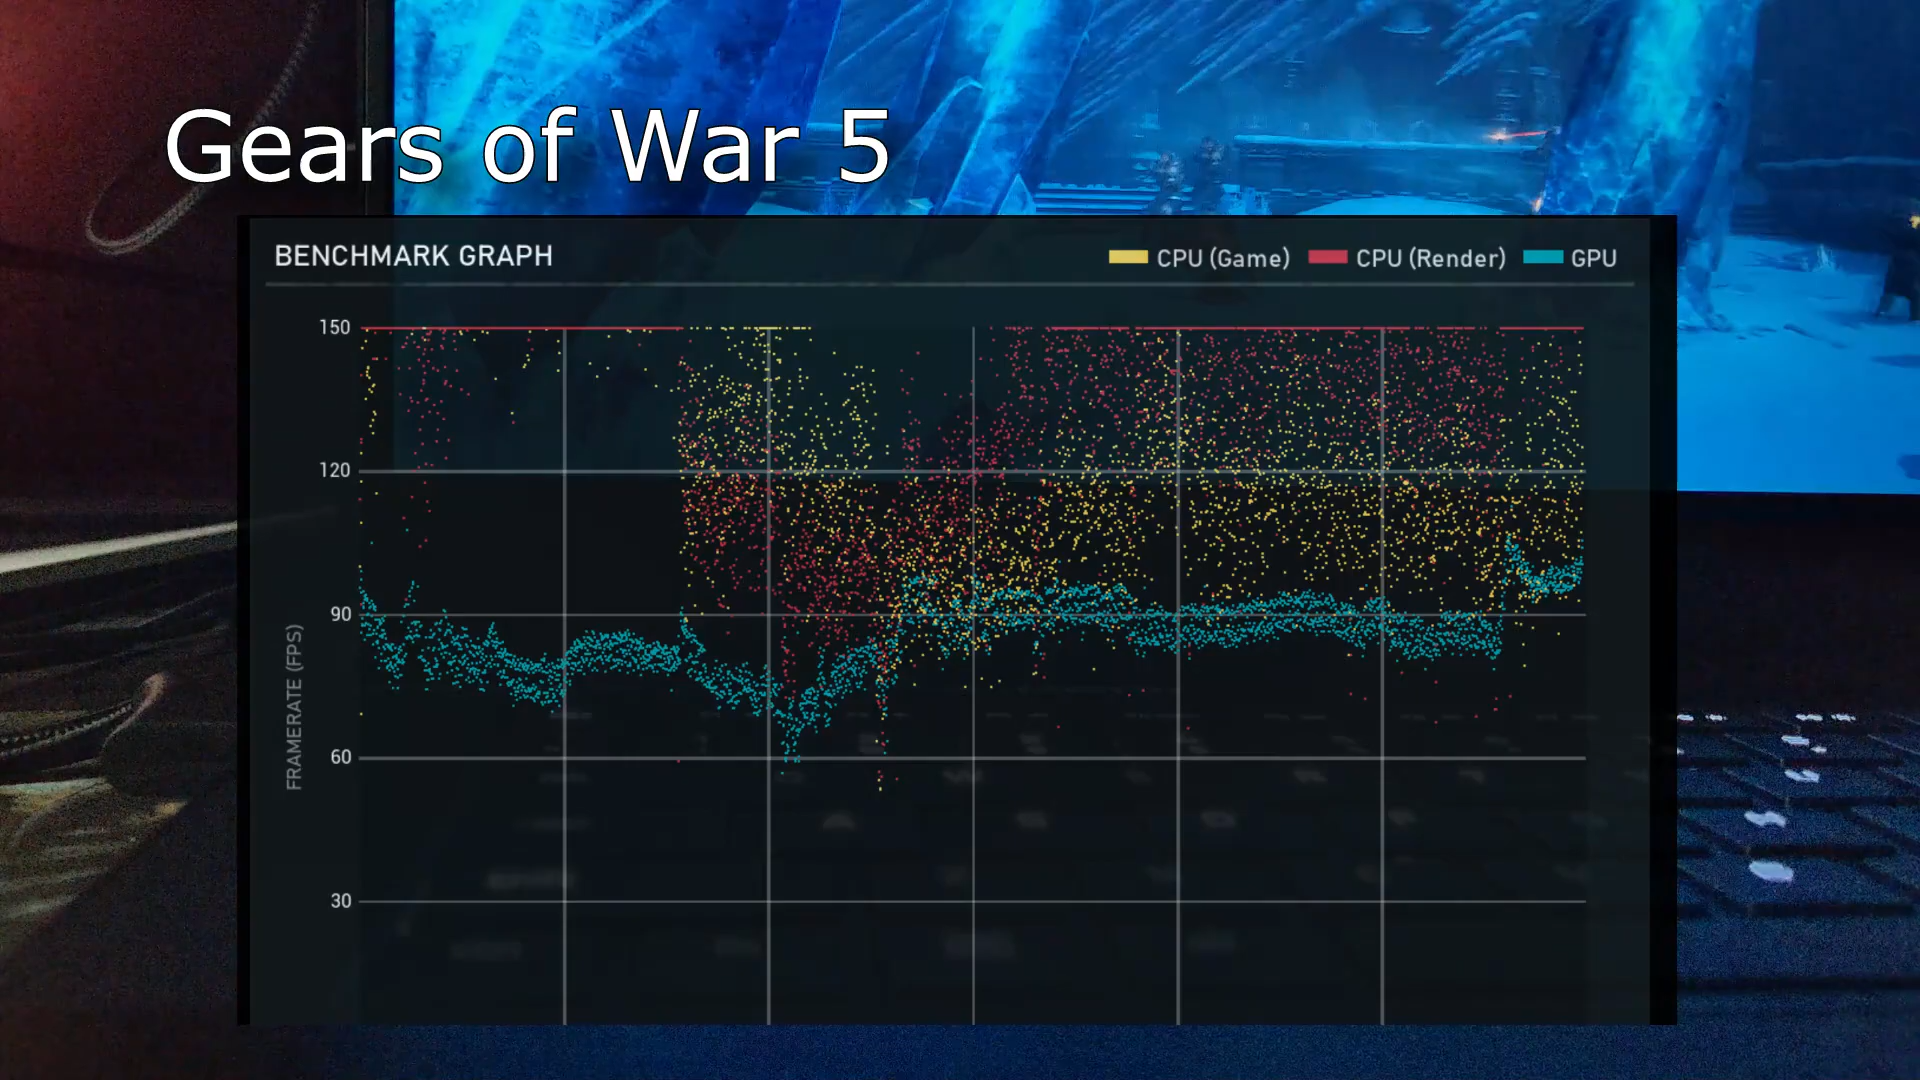 Gears of War 5
BENCHMARK GRAPH
CPU (Game) CPU (Render) GPU
150
120
90
60
30
FRAMERATE (FPS)